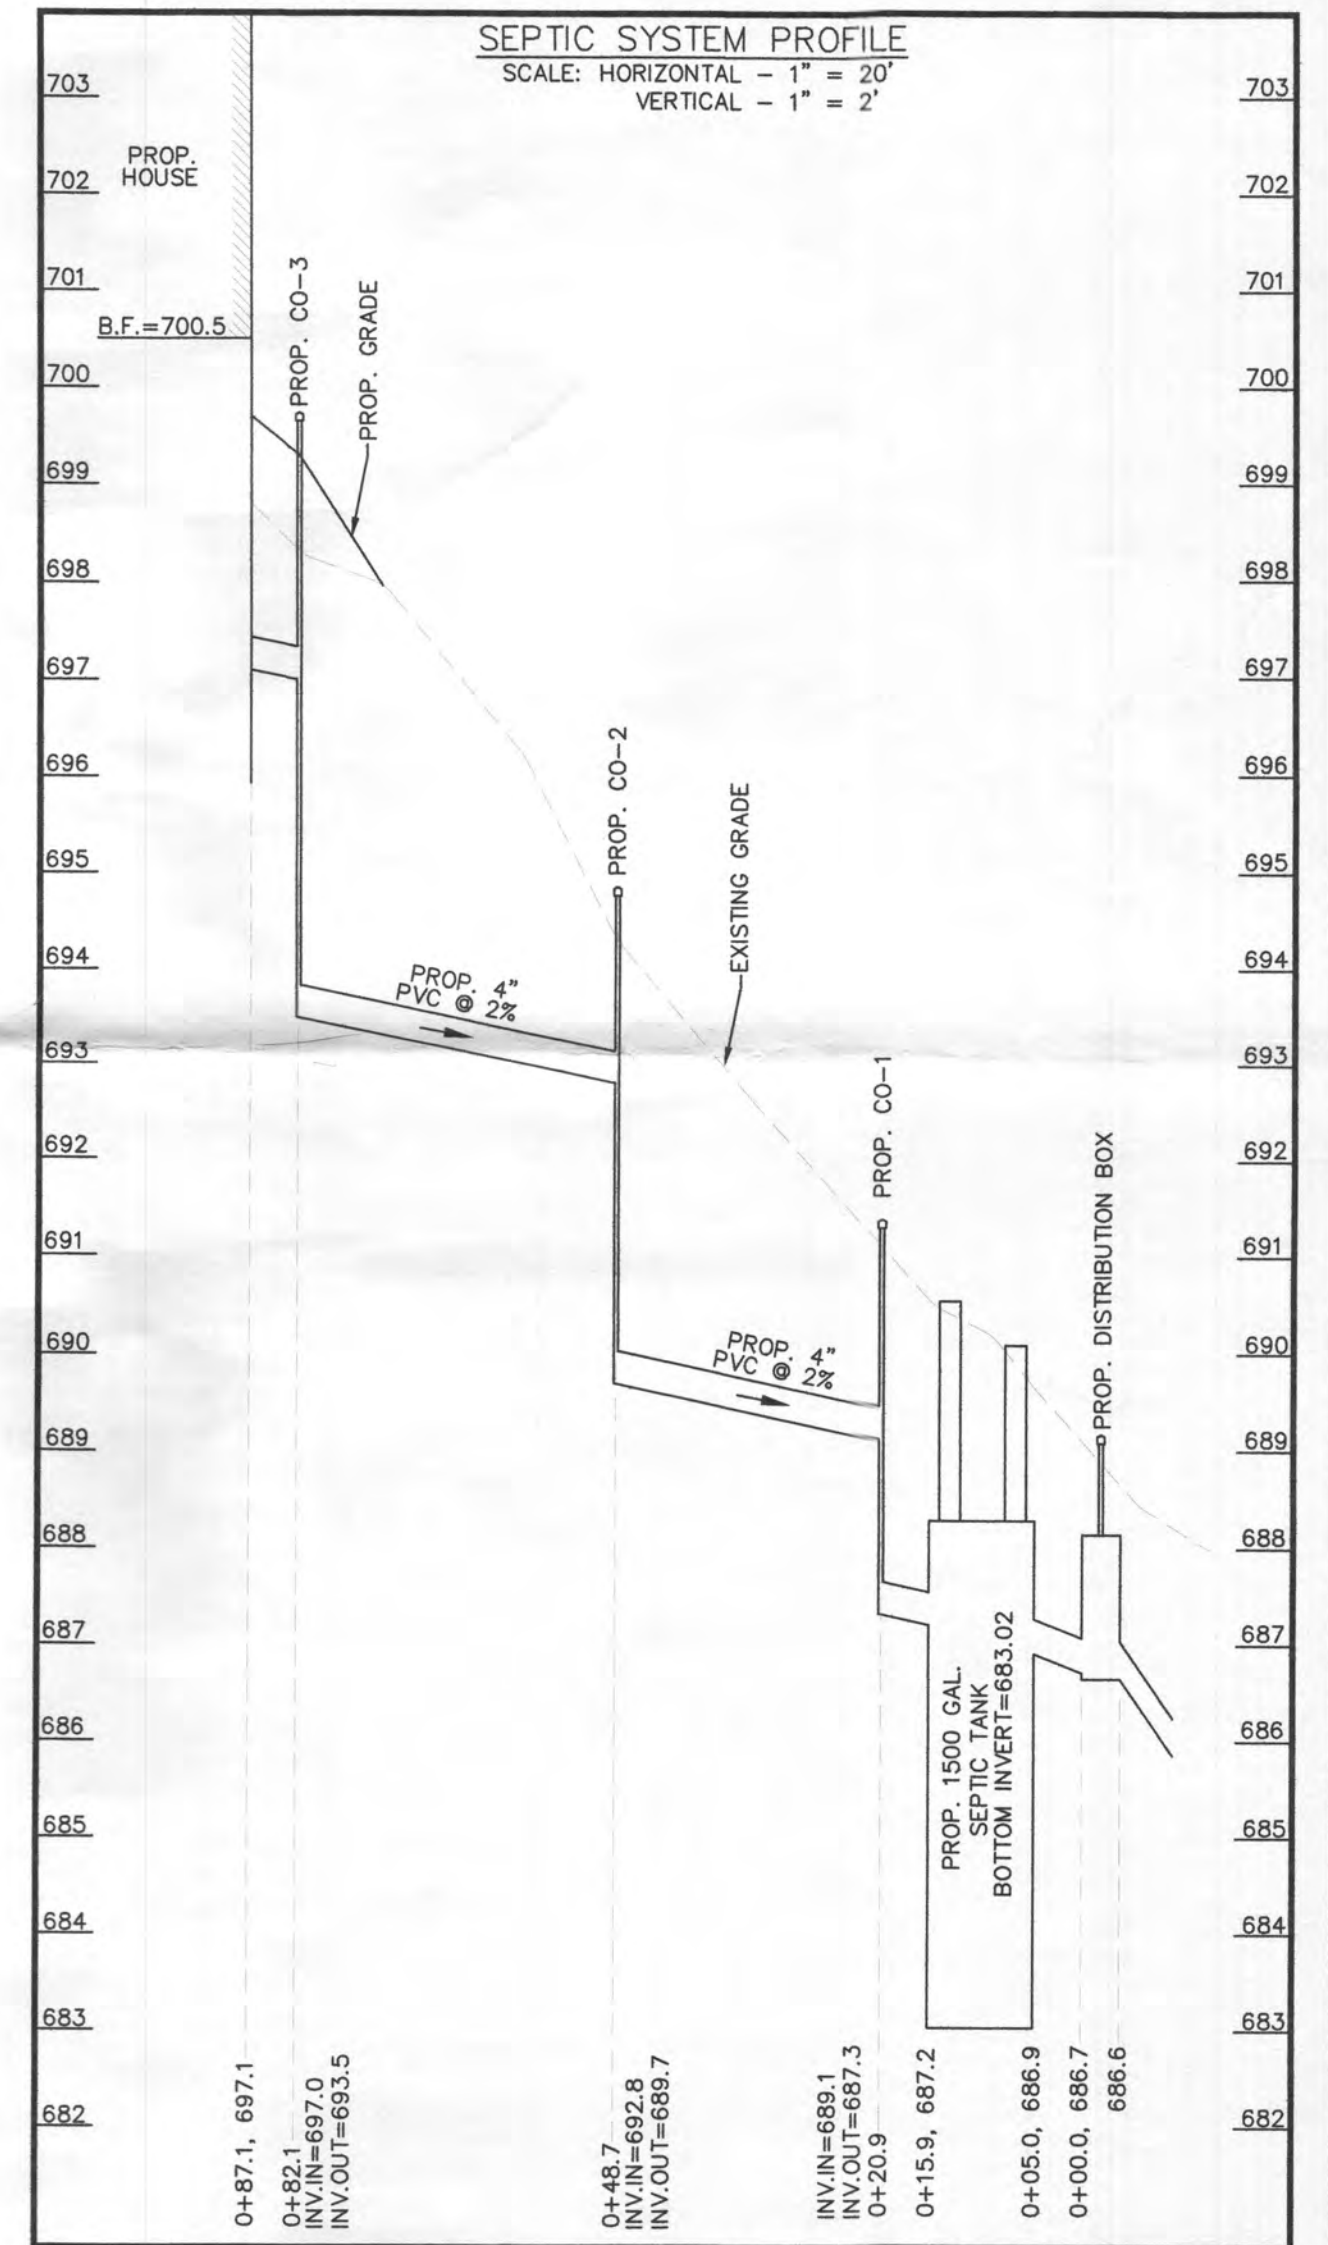 SEPTIC SYSTEM PROFILE
SCALE: HORIZONTAL - 1" = 20'
VERTICAL - 1" = 2'
703
702
701
700
699
698
697
696
695
694
693
692
691
690
689
688
687
686
685
684
683
682
703
702
701
700
699
698
697
696
695
694
693
692
691
690
689
688
687
686
685
684
683
682
PROP.
HOUSE
B.F.=700.5
PROP. CO-3
PROP. GRADE
PROP. CO-2
EXISTING GRADE
PROP. 4"
PVC @ 2%
PROP. CO-1
PROP. DISTRIBUTION BOX
PROP. 4"
PVC @ 2%
PROP. 1500 GAL.
SEPTIC TANK
BOTTOM INVERT=683.02
0+87.1, 697.1
0+82.1
INV.IN=697.0
INV.OUT=693.5
0+48.7
INV.IN=692.8
INV.OUT=689.7
INV.IN=689.1
INV.OUT=687.3
0+20.9
0+15.9, 687.2
0+05.0, 686.9
0+00.0, 686.7
686.6